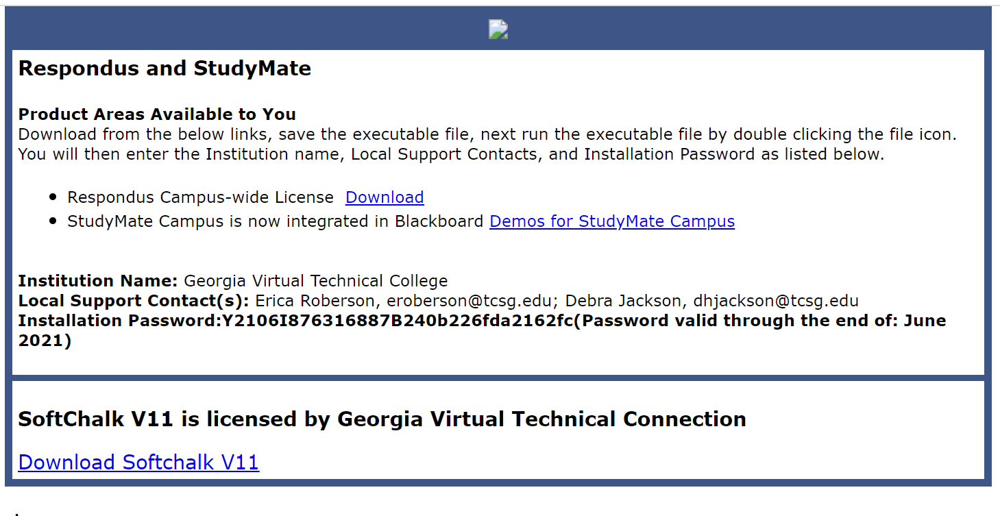 Respondus and StudyMate
Product Areas Available to You
Download from the below links, save the executable file, next run the executable file by double clicking the file icon.
You will then enter the Institution name, Local Support Contacts, and Installation Password as listed below.
Respondus Campus-wide License Download
StudyMate Campus is now integrated in Blackboard Demos for StudyMate Campus
Institution Name: Georgia Virtual Technical College
Local Support Contact(s): Erica Roberson, eroberson@tcsg.edu; Debra Jackson, dhjackson@tcsg.edu
Installation Password:Y2106I876316887B240b226fda2162fc(Password valid through the end of: June
2021)
SoftChalk V11 is licensed by Georgia Virtual Technical Connection
Download Softchalk V11